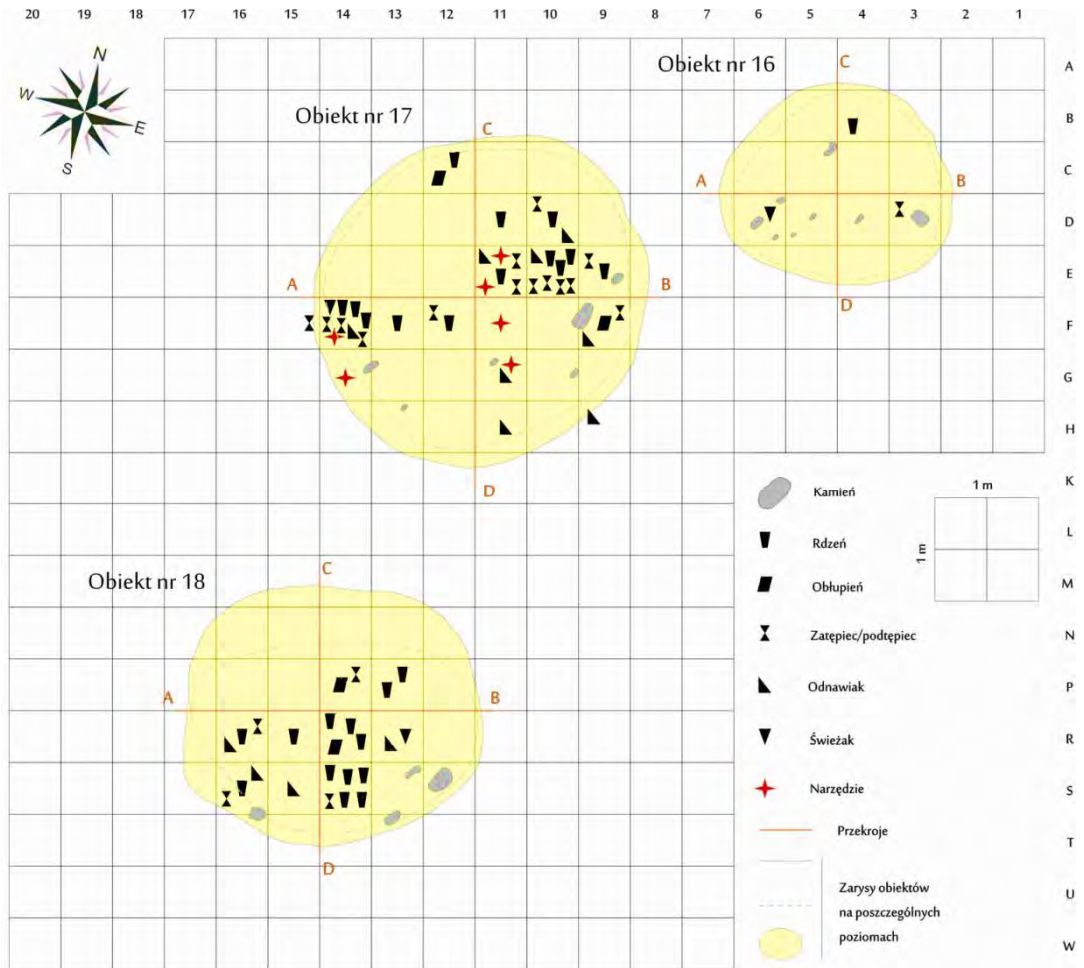 20 19 18 17 16 15 14 13 12 11 10 9 8 7 6 5 4 3 2 1
N
W
E
S
Obiekt nr 16
C
A
B
D
Obiekt nr 17
C
A
B
D
Obiekt nr 18
C
A
B
D
A
B
C
D
E
F
G
H
K
L
M
N
P
R
S
T
U
W
Kamień
Rdzeń
Obłupień
Zatępiec/podtępiec
Odnawiak
Świeżak
Narzędzie
Przekroje
Zarysy obiektów
na poszczególnych
poziomach
1 m
1 m